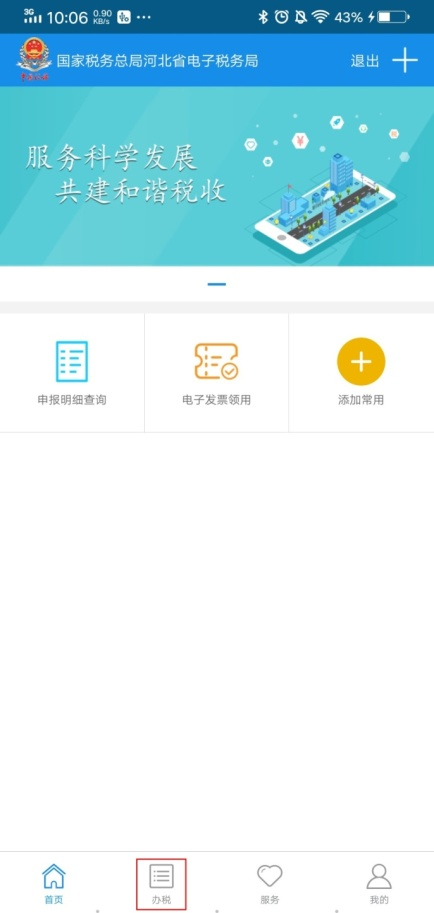 3G 10:06 0.90 KB/s ··· 43%
国家税务总局河北省电子税务局 退出
服务科学发展
共建和谐税收
申报明细查询 电子发票领用 添加常用
首页 办税 服务 我的